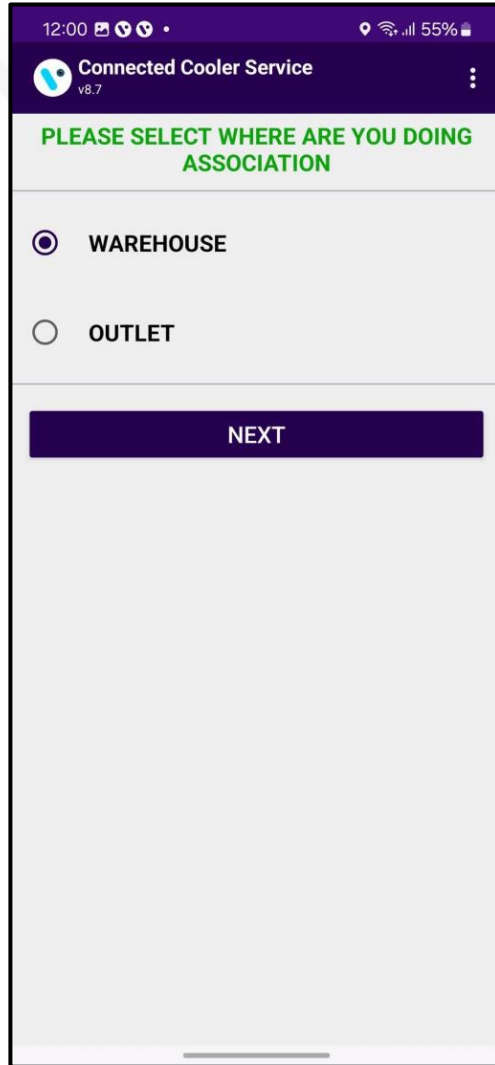 12:00 55%
Connected Cooler Service
v8.7
PLEASE SELECT WHERE ARE YOU DOING
ASSOCIATION
WAREHOUSE
OUTLET
NEXT